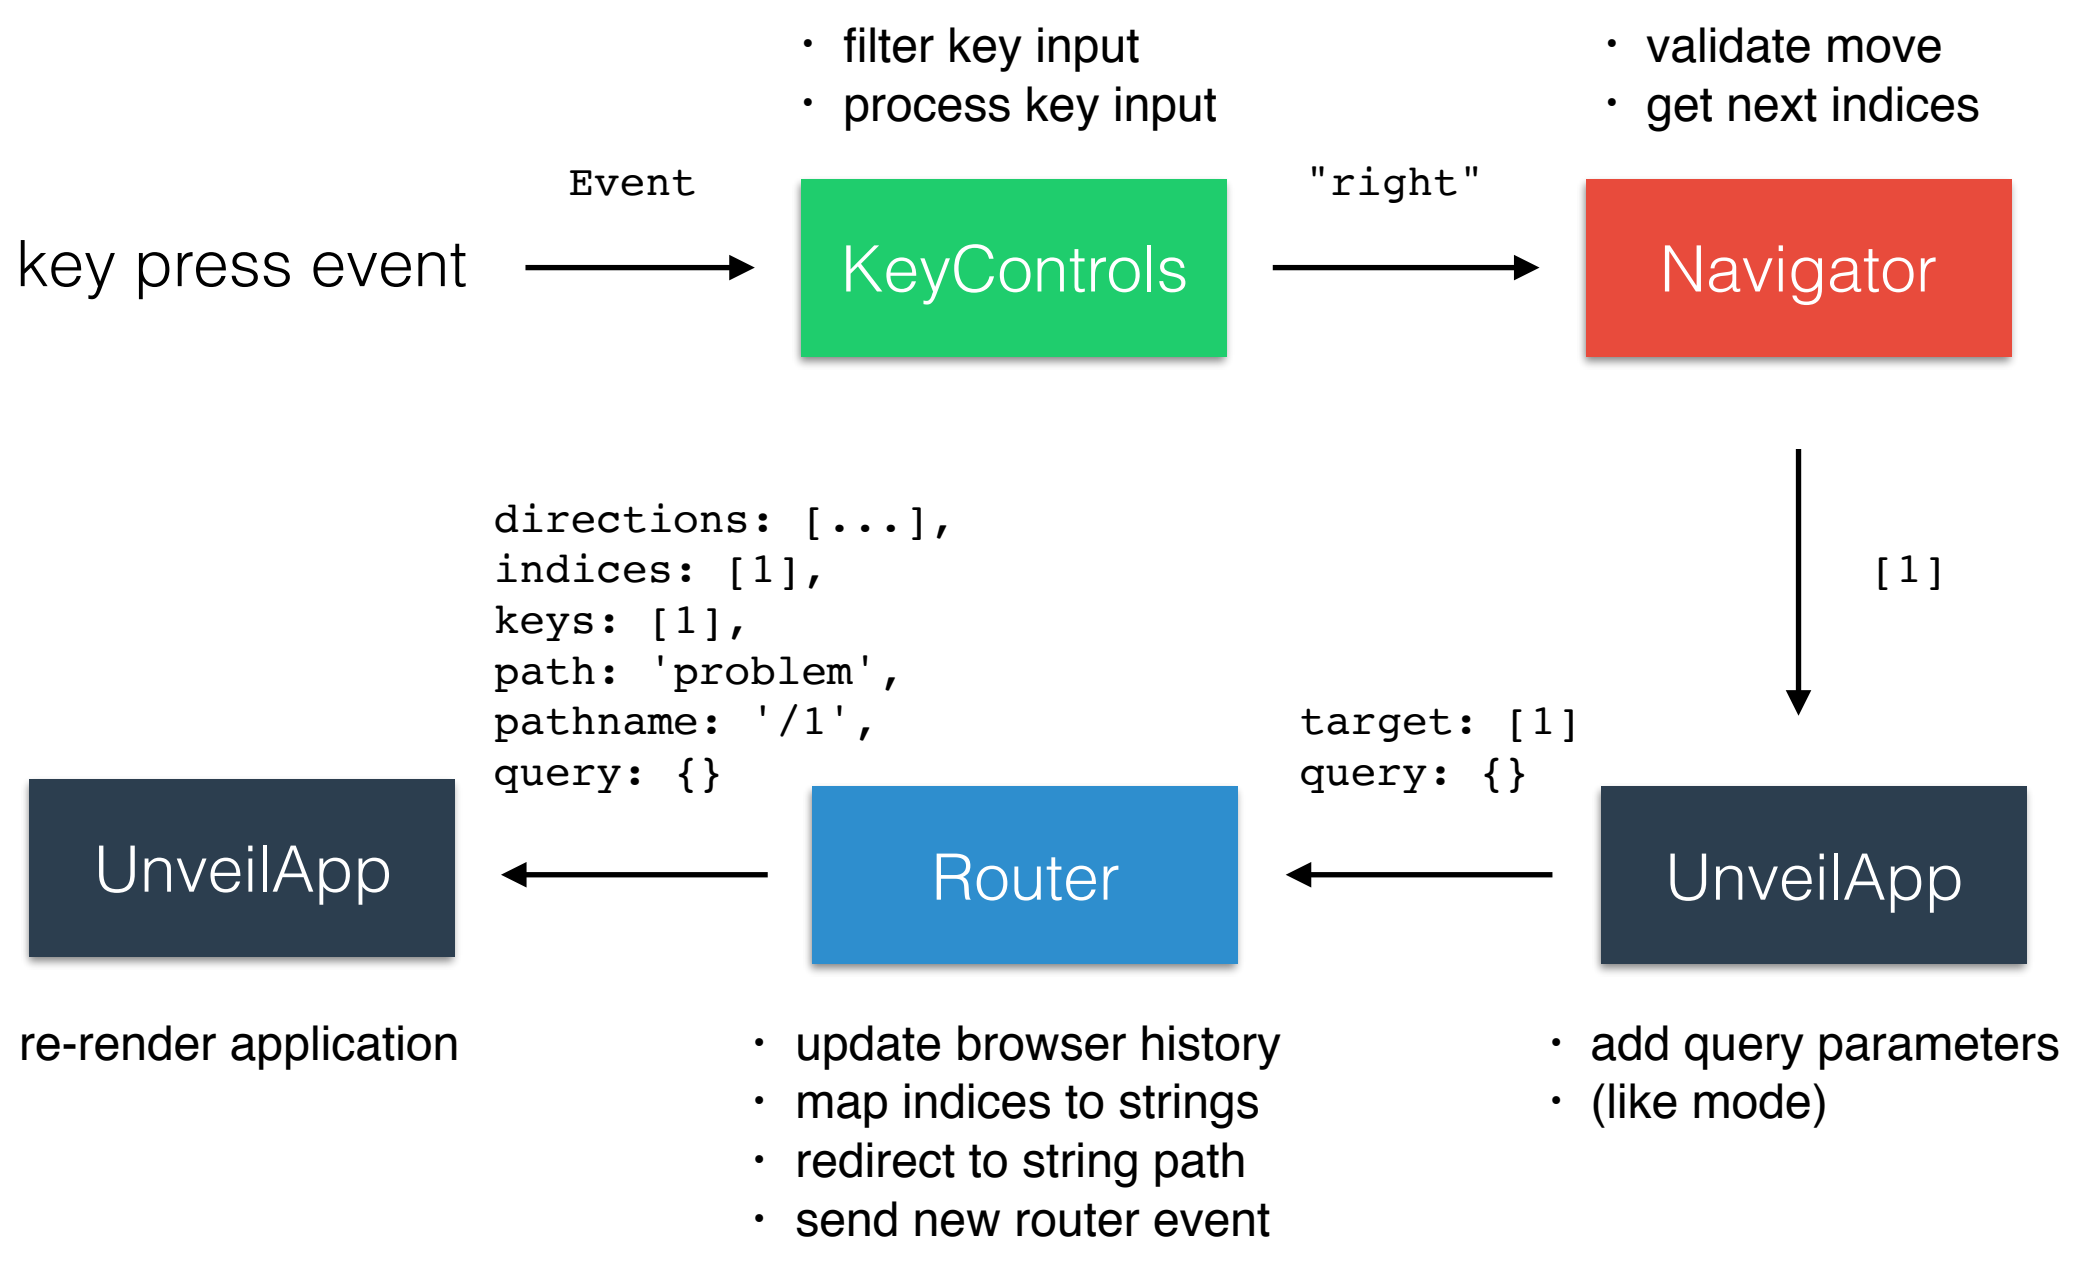 • filter key input
• process key input
• validate move
• get next indices
Event
"right"
key press event
KeyControls
Navigator
directions: [...],
indices: [1],
keys: [1],
path: 'problem',
pathname: '/1',
query: {}
[1]
target: [1]
query: {}
UnveilApp
Router
UnveilApp
re-render application
• update browser history
• map indices to strings
• redirect to string path
• send new router event
• add query parameters
• (like mode)